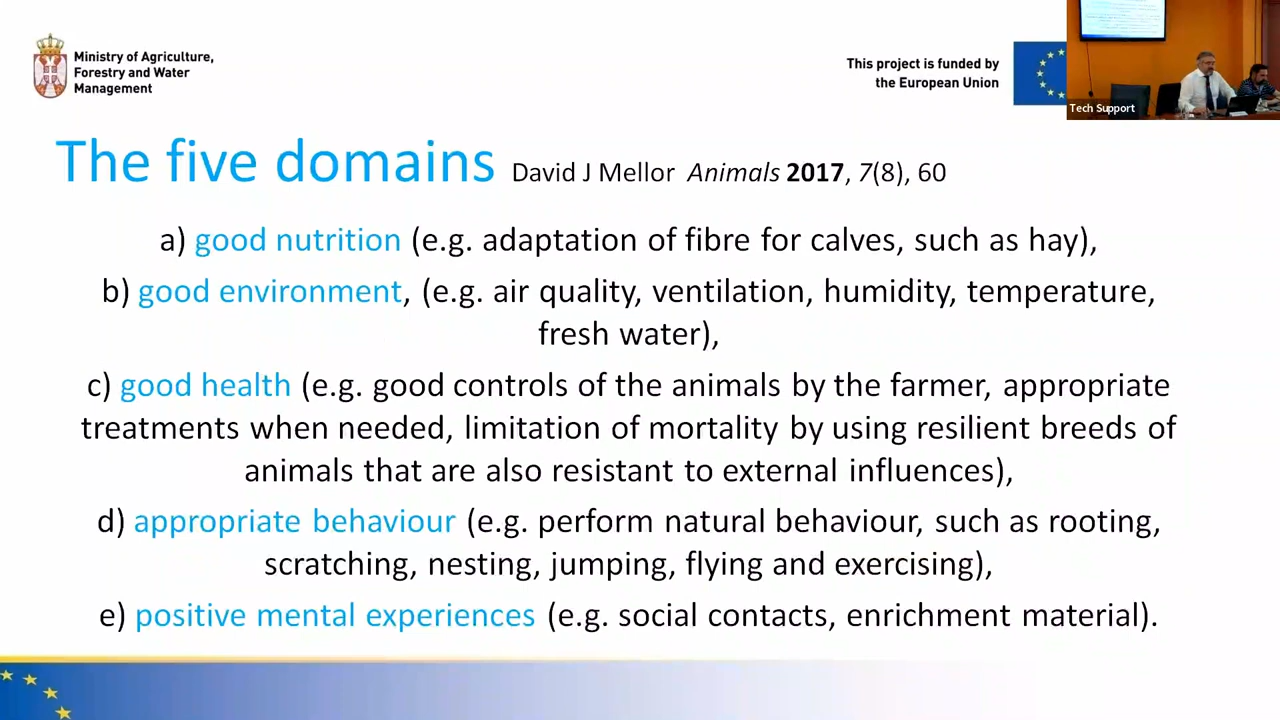 Ministry of Agriculture,
Forestry and Water
Management
This project is funded by
the European Union
Tech Support
The five domains David J Mellor Animals 2017, 7(8), 60
a) good nutrition (e.g. adaptation of fibre for calves, such as hay),
b) good environment, (e.g. air quality, ventilation, humidity, temperature,
fresh water),
c) good health (e.g. good controls of the animals by the farmer, appropriate
treatments when needed, limitation of mortality by using resilient breeds of
animals that are also resistant to external influences),
d) appropriate behaviour (e.g. perform natural behaviour, such as rooting,
scratching, nesting, jumping, flying and exercising),
e) positive mental experiences (e.g. social contacts, enrichment material).